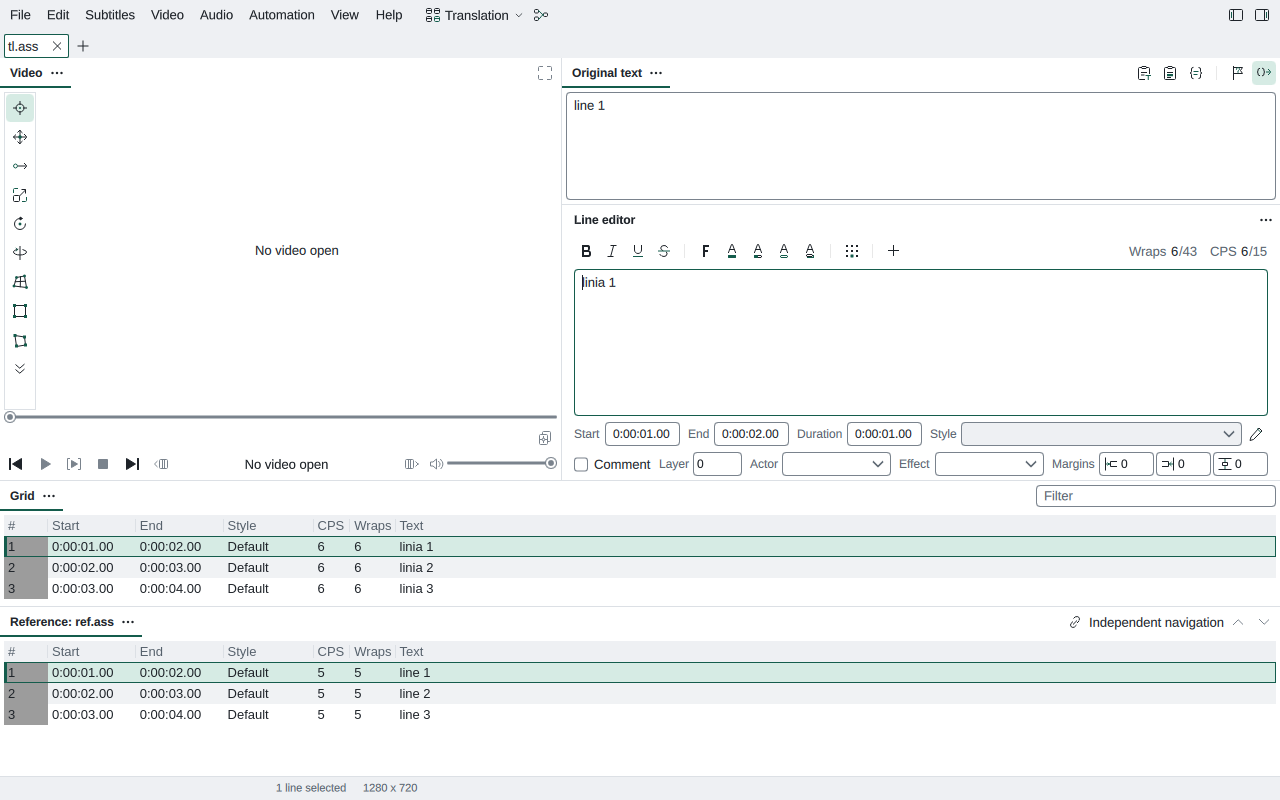 File Edit Subtitles Video Audio Automation View Help Translation
tl.ass
Video
No video open
No video open
Original text
line 1
Line editor
B I U S F A A A A Wraps 6/43 CPS 6/15
linia 1
Start 0:00:01.00 End 0:00:02.00 Duration 0:00:01.00 Style
Comment Layer 0 Actor Effect Margins 0 0 0
Grid Filter
# Start End Style CPS Wraps Text
1 0:00:01.00 0:00:02.00 Default 6 6 linia 1
2 0:00:02.00 0:00:03.00 Default 6 6 linia 2
3 0:00:03.00 0:00:04.00 Default 6 6 linia 3
Reference: ref.ass Independent navigation
# Start End Style CPS Wraps Text
1 0:00:01.00 0:00:02.00 Default 5 5 line 1
2 0:00:02.00 0:00:03.00 Default 5 5 line 2
3 0:00:03.00 0:00:04.00 Default 5 5 line 3
1 line selected 1280 x 720